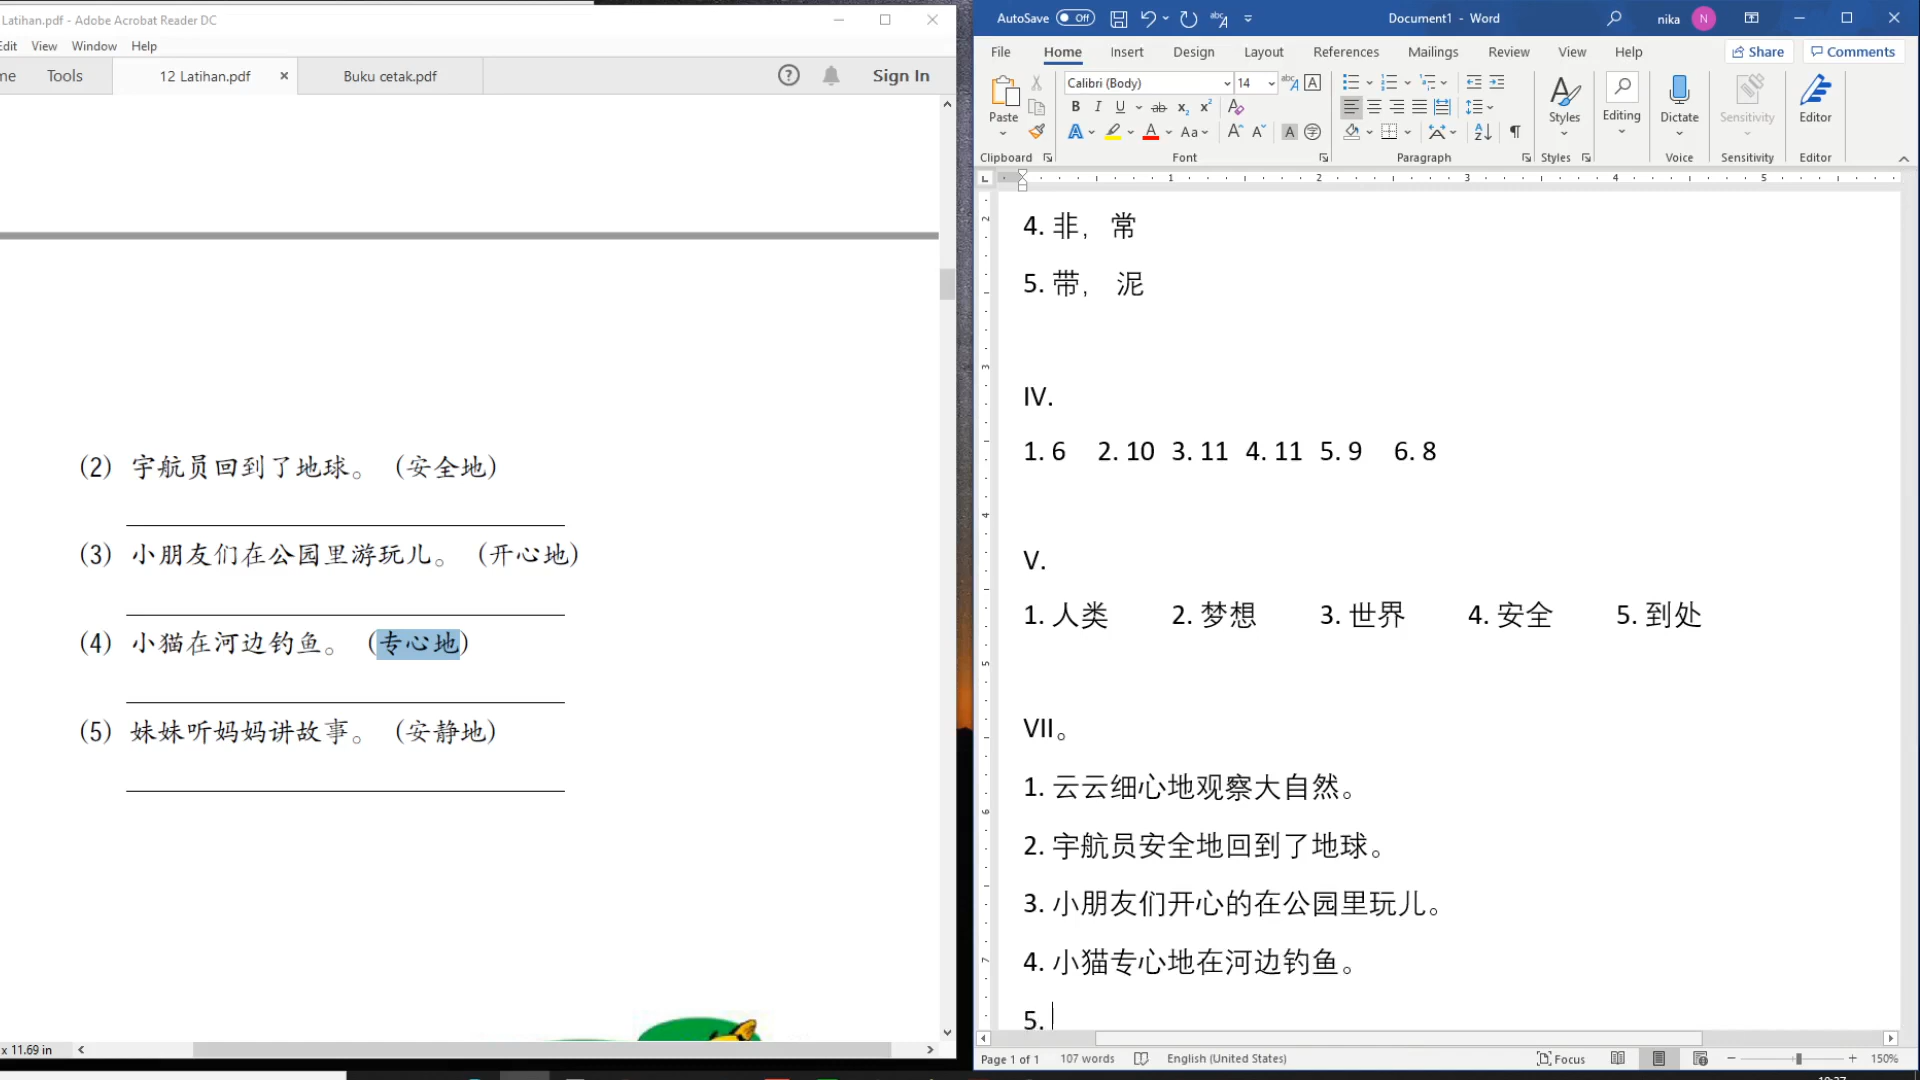 Latihan.pdf - Adobe Acrobat Reader DC
Edit View Window Help
me Tools 12 Latihan.pdf × Buku cetak.pdf Sign In
(2) 宇航员回到了地球。 (安全地)
(3) 小朋友们在公园里游玩儿。 (开心地)
(4) 小猫在河边钓鱼。 (专心地)
(5) 妹妹听妈妈讲故事。 (安静地)
x 11.69 in
AutoSave Off Document1 - Word nika N
File Home Insert Design Layout References Mailings Review View Help Share Comments
Paste Calibri (Body) 14 Styles Editing Dictate Sensitivity Editor
Clipboard Font Paragraph Styles Voice Sensitivity Editor
1 2 3 4 5
4. 非, 常
5. 带, 泥
IV.
1. 6 2. 10 3. 11 4. 11 5. 9 6. 8
V.
1. 人类 2. 梦想 3. 世界 4. 安全 5. 到处
VII。
1. 云云细心地观察大自然。
2. 宇航员安全地回到了地球。
3. 小朋友们开心的在公园里玩儿。
4. 小猫专心地在河边钓鱼。
5.
Page 1 of 1 107 words English (United States) Focus 150%